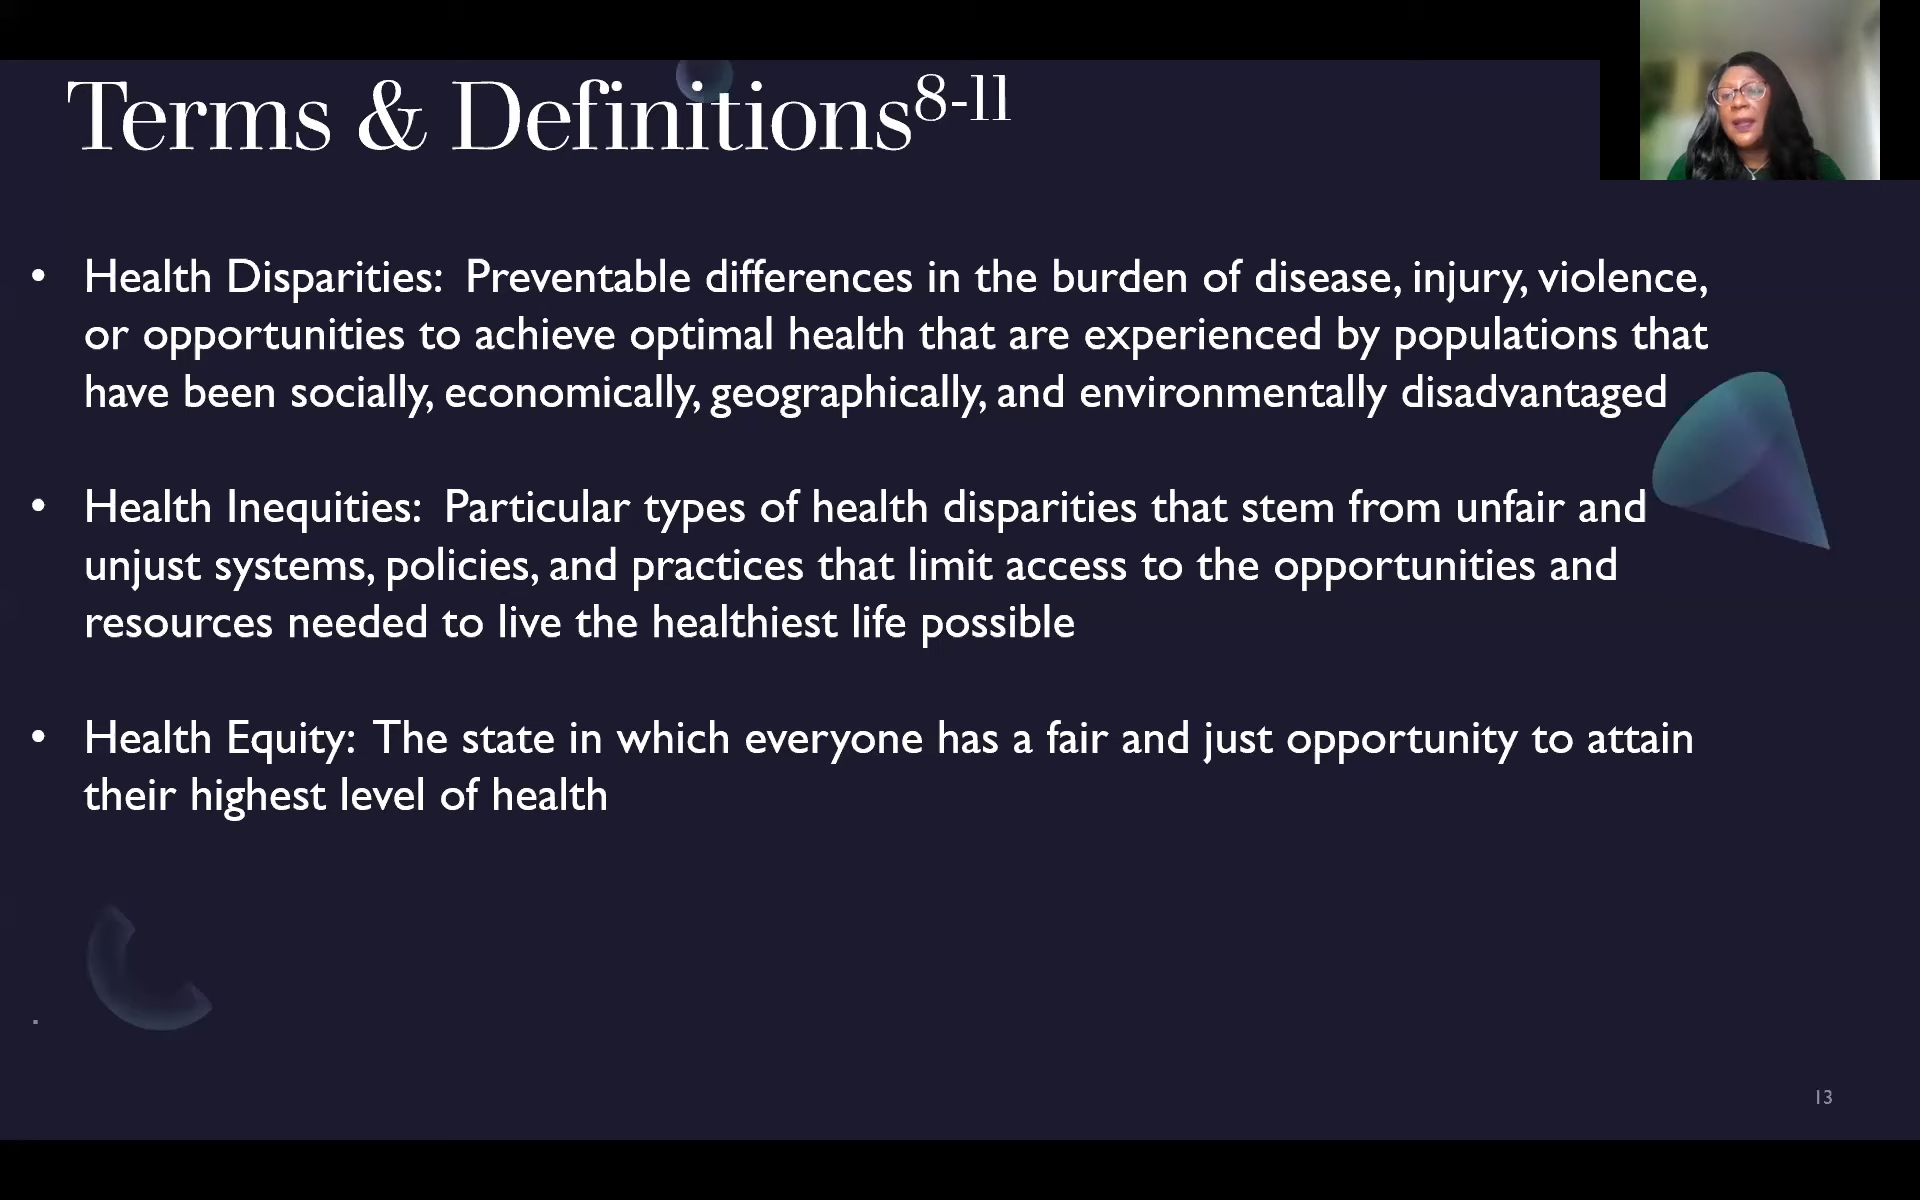 Terms & Definitions8-11
• Health Disparities: Preventable differences in the burden of disease, injury, violence,
or opportunities to achieve optimal health that are experienced by populations that
have been socially, economically, geographically, and environmentally disadvantaged
• Health Inequities: Particular types of health disparities that stem from unfair and
unjust systems, policies, and practices that limit access to the opportunities and
resources needed to live the healthiest life possible
• Health Equity: The state in which everyone has a fair and just opportunity to attain
their highest level of health
.
13